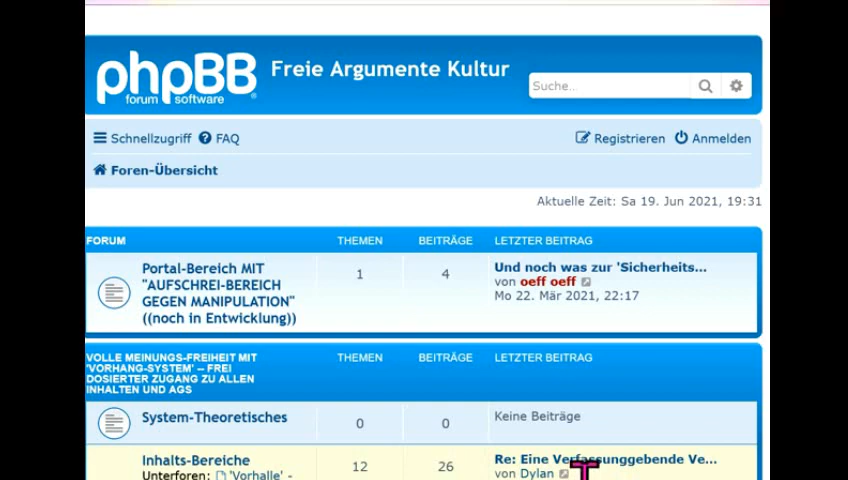 phpBB
forum software
Freie Argumente Kultur
Suche...
Schnellzugriff FAQ Registrieren Anmelden
Foren-Übersicht
Aktuelle Zeit: Sa 19. Jun 2021, 19:31
FORUM THEMEN BEITRÄGE LETZTER BEITRAG
Portal-Bereich MIT
"AUFSCHREI-BEREICH
GEGEN MANIPULATION"
((noch in Entwicklung))
1 4
Und noch was zur 'Sicherheits...
von oeff oeff
Mo 22. Mär 2021, 22:17
VOLLE MEINUNGS-FREIHEIT MIT
'VORHANG-SYSTEM' – FREI
DOSIERTER ZUGANG ZU ALLEN
INHALTEN UND AGS
THEMEN BEITRÄGE LETZTER BEITRAG
System-Theoretisches 0 0 Keine Beiträge
Inhalts-Bereiche
Unterforen: 'Vorhalle' -
12 26
Re: Eine Verfassunggebende Ve...
von Dylan
T